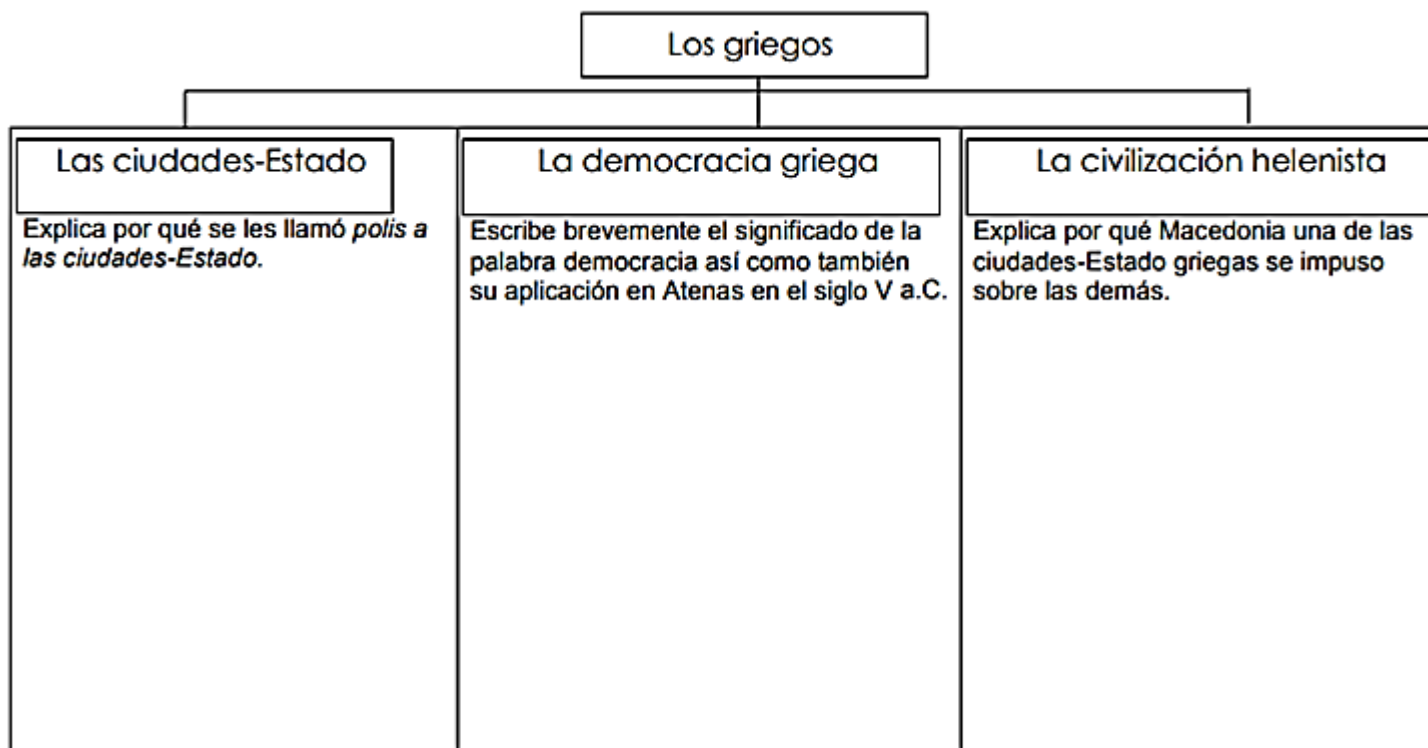 Los griegos
Las ciudades-Estado
Explica por qué se les llamó polis a
las ciudades-Estado.
La democracia griega
Escribe brevemente el significado de la
palabra democracia así como también
su aplicación en Atenas en el siglo V a.C.
La civilización helenista
Explica por qué Macedonia una de las
ciudades-Estado griegas se impuso
sobre las demás.